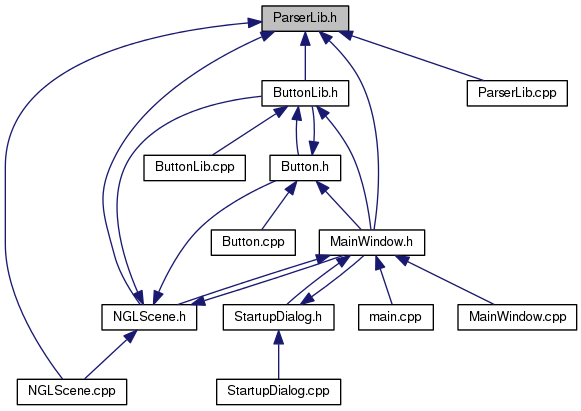 ParserLib.h
ButtonLib.h
ParserLib.cpp
ButtonLib.cpp
Button.h
Button.cpp
MainWindow.h
NGLScene.h
StartupDialog.h
main.cpp
MainWindow.cpp
NGLScene.cpp
StartupDialog.cpp